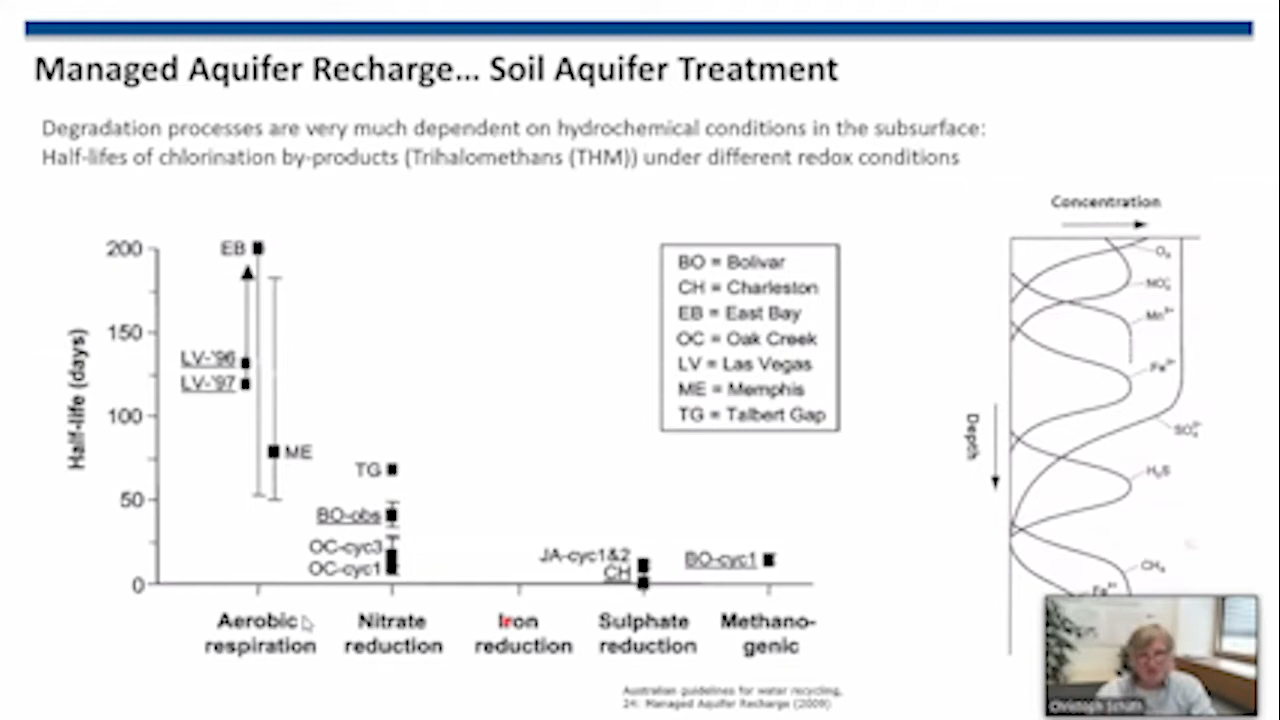 Managed Aquifer Recharge... Soil Aquifer Treatment
Degradation processes are very much dependent on hydrochemical conditions in the subsurface:
Half-lifes of chlorination by-products (Trihalomethans (THM)) under different redox conditions
Half-life (days)
200
150
100
50
0
EB
LV-'96
LV-'97
ME
TG
BO-obs
OC-cyc3
OC-cyc1
JA-cyc1&2
CH
BO-cyc1
Aerobic
respiration
Nitrate
reduction
Iron
reduction
Sulphate
reduction
Methano-
genic
BO = Bolivar
CH = Charleston
EB = East Bay
OC = Oak Creek
LV = Las Vegas
ME = Memphis
TG = Talbert Gap
Concentration
Depth
O₂
NO₃⁻
Mn²⁺
Fe²⁺
SO₄²⁻
H₂S
CH₄
Australian guidelines for water recycling,
24: Managed Aquifer Recharge (2009)
Christoph